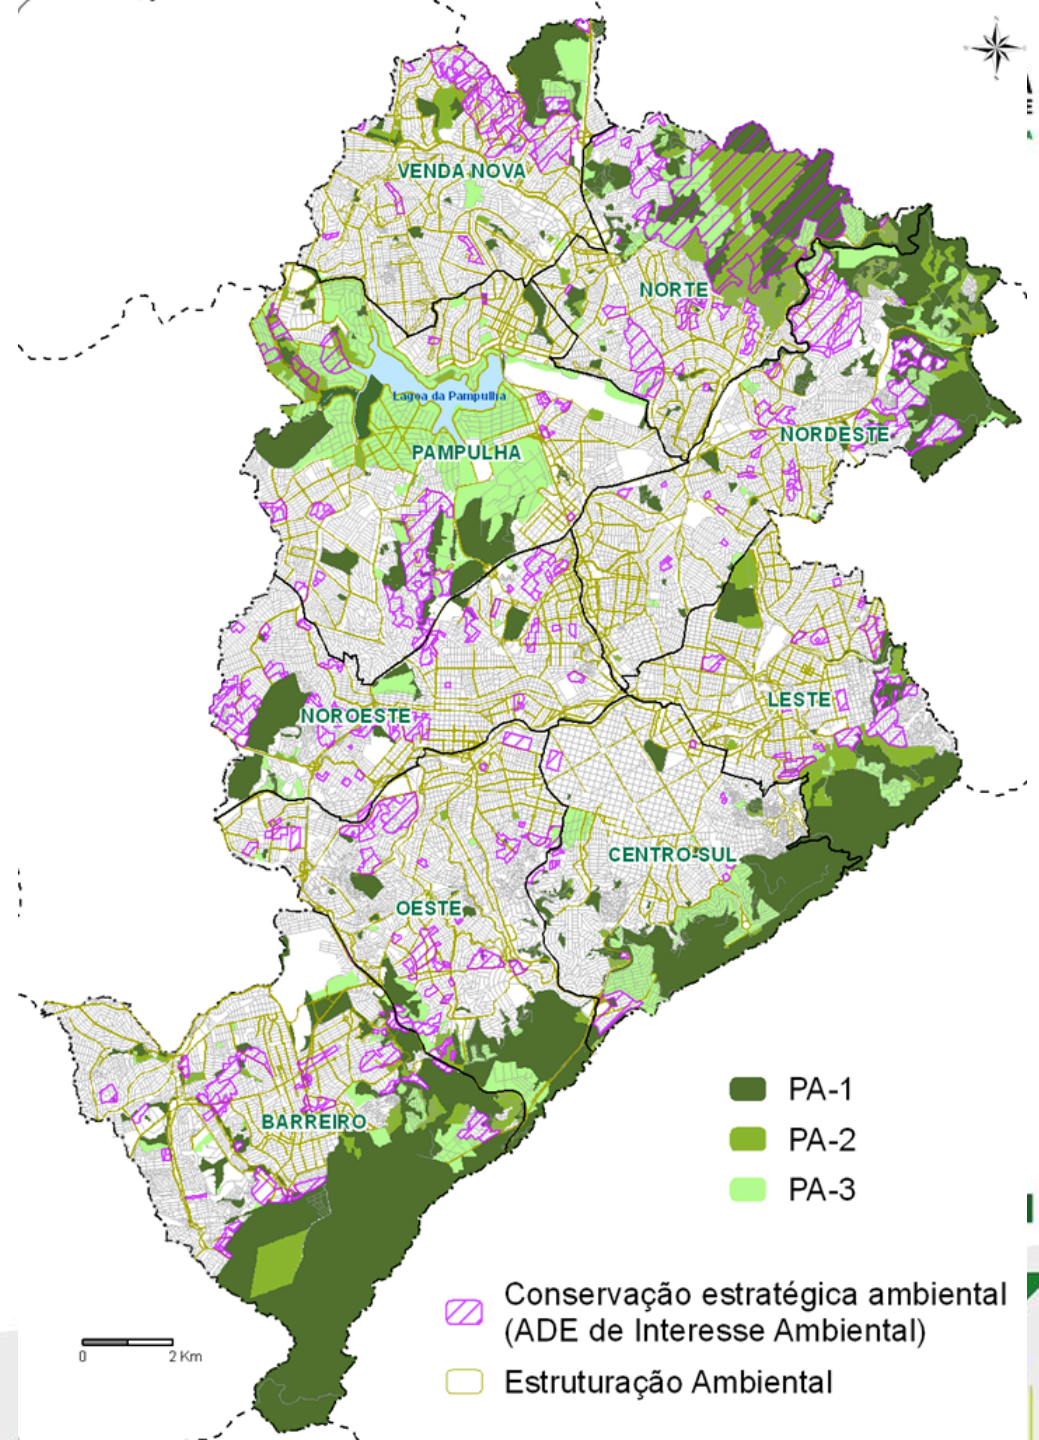 VENDA NOVA
NORTE
Lagoa da Pampulha
PAMPULHA
NORDESTE
LESTE
NOROESTE
CENTRO-SUL
OESTE
BARREIRO
PA-1
PA-2
PA-3
Conservação estratégica ambiental
(ADE de Interesse Ambiental)
Estruturação Ambiental
0 2 Km